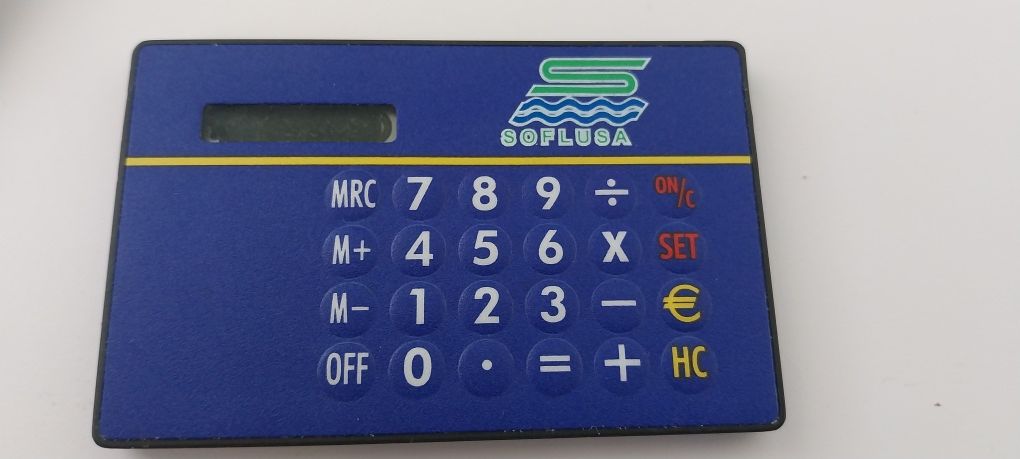 SOFLUSA
MRC 7 8 9 ÷ ON/C
M+ 4 5 6 X SET
M− 1 2 3 − €
OFF 0 · = + HC